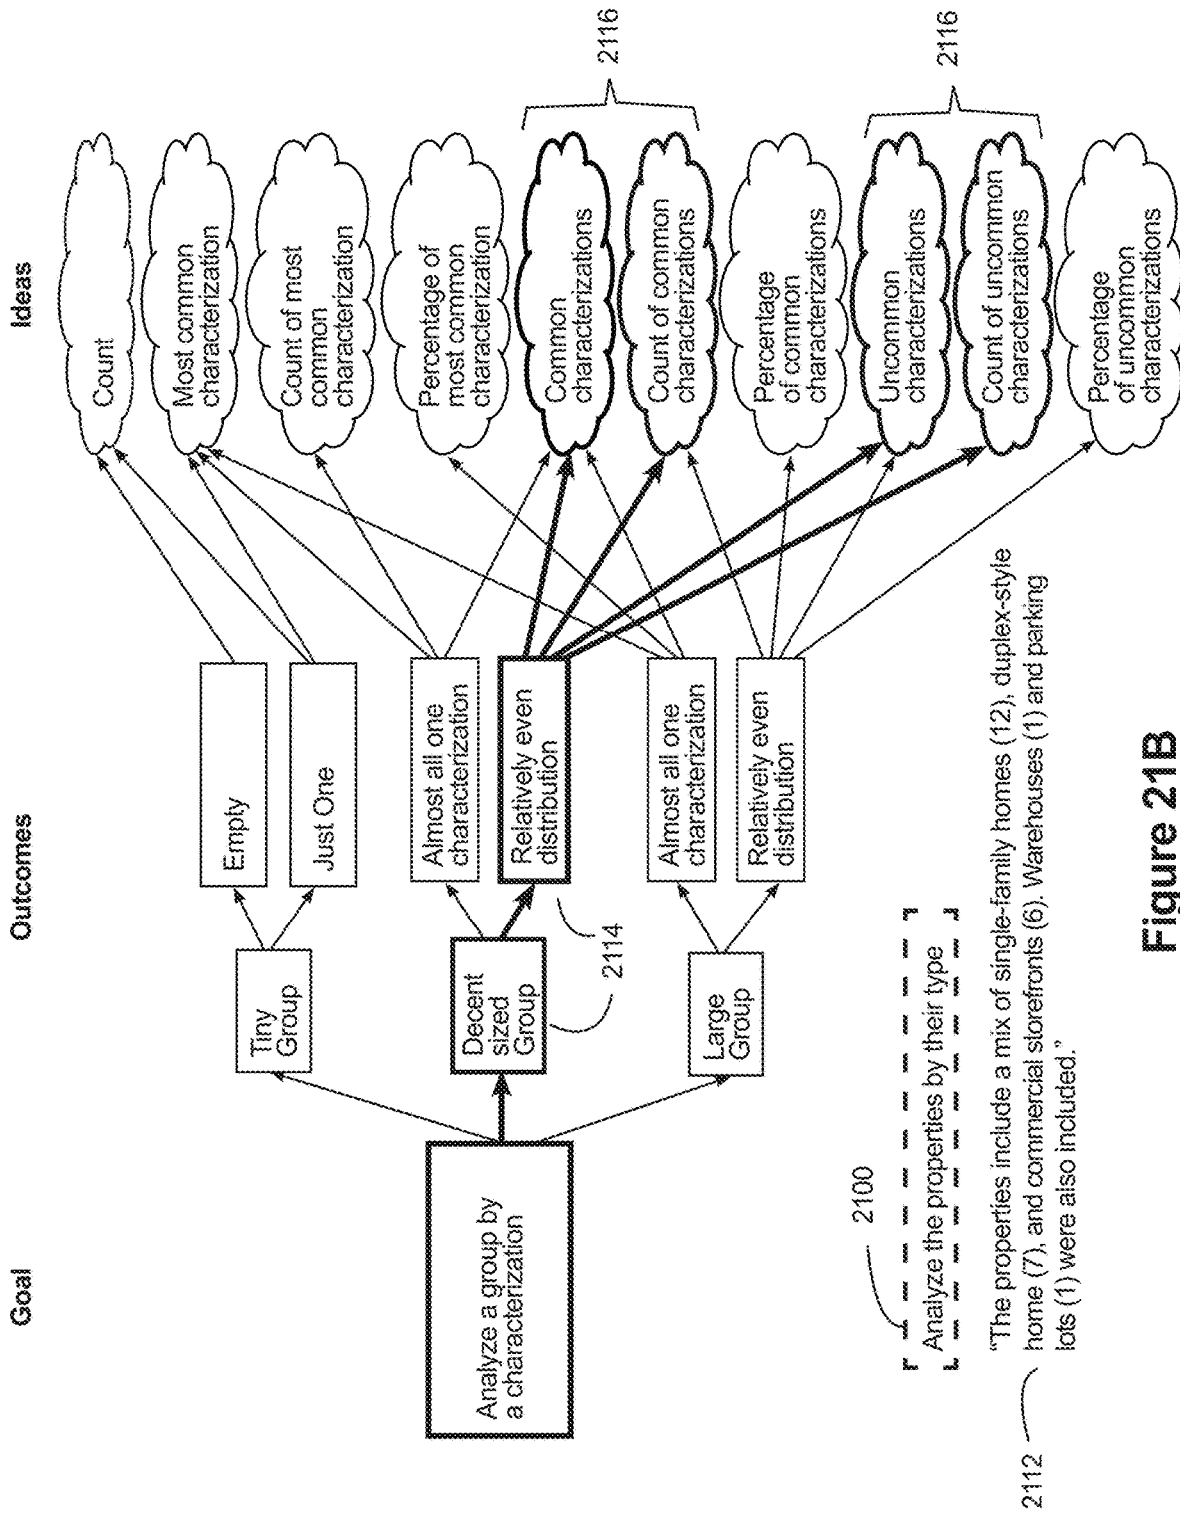 Goal
Outcomes
Ideas
Analyze a group by
a characterization
Tiny
Group
Decent
sized
Group
Large
Group
2114
Empty
Just One
Almost all one
characterization
Relatively even
distribution
Almost all one
characterization
Relatively even
distribution
Count
Most common
characterization
Count of most
common
characterization
Percentage of
most common
characterization
Common
characterizations
Count of common
characterizations
Percentage
of common
characterizations
Uncommon
characterizations
Count of uncommon
characterizations
Percentage
of uncommon
characterizations
2116
2116
2100
Analyze the properties by their type
2112
“The properties include a mix of single-family homes (12), duplex-style
home (7), and commercial storefronts (6). Warehouses (1) and parking
lots (1) were also included.”
Figure 21B